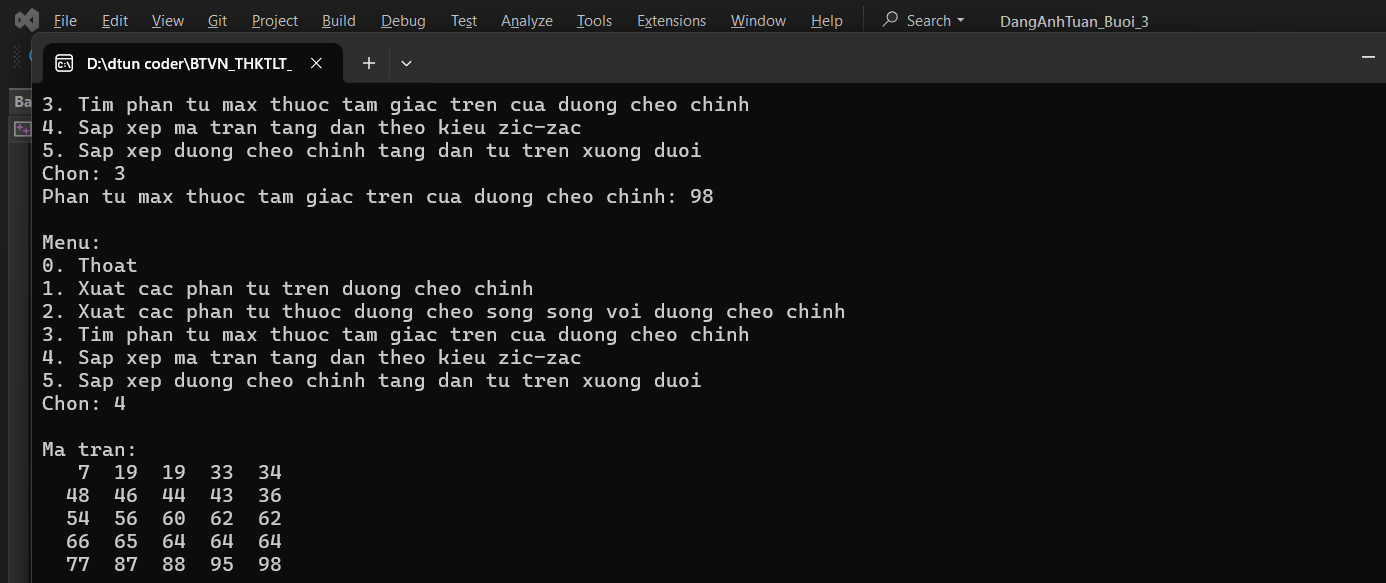 File Edit View Git Project Build Debug Test Analyze Tools Extensions Window Help Search DangAnhTuan_Buoi_3
D:\dtun coder\BTVN_THKTLT_
Ba
3. Tim phan tu max thuoc tam giac tren cua duong cheo chinh
4. Sap xep ma tran tang dan theo kieu zic-zac
5. Sap xep duong cheo chinh tang dan tu tren xuong duoi
Chon: 3
Phan tu max thuoc tam giac tren cua duong cheo chinh: 98
Menu:
0. Thoat
1. Xuat cac phan tu tren duong cheo chinh
2. Xuat cac phan tu thuoc duong cheo song song voi duong cheo chinh
3. Tim phan tu max thuoc tam giac tren cua duong cheo chinh
4. Sap xep ma tran tang dan theo kieu zic-zac
5. Sap xep duong cheo chinh tang dan tu tren xuong duoi
Chon: 4
Ma tran:
7 19 19 33 34
48 46 44 43 36
54 56 60 62 62
66 65 64 64 64
77 87 88 95 98